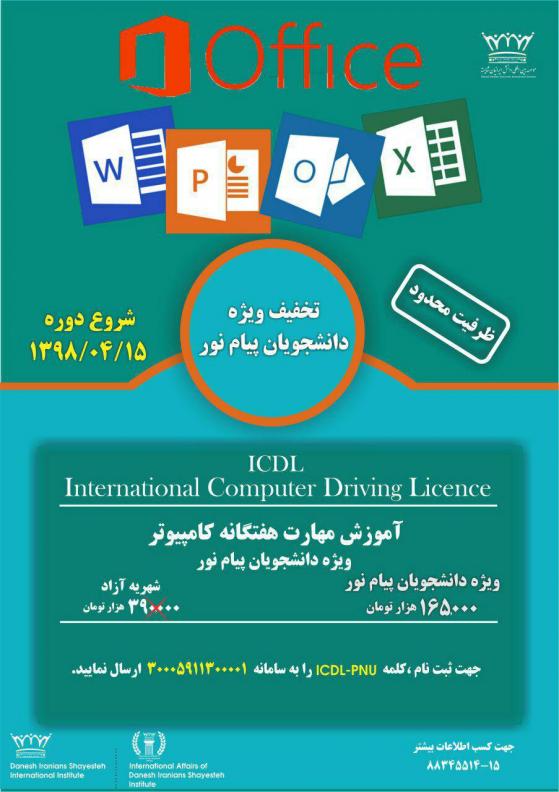 Office
W
P
O
X
تخفیف ویژه
دانشجویان پیام نور
ظرفیت محدود
شروع دوره
۱۳۹۸/۰۴/۱۵
ICDL
International Computer Driving Licence
آموزش مهارت هفتگانه کامپیوتر
ویژه دانشجویان پیام نور
ویژه دانشجویان پیام نور
۱۶۵,۰۰۰ هزار تومان
شهریه آزاد
۳۹۰۰۰۰ هزار تومان
جهت ثبت نام ،کلمه ICDL-PNU را به سامانه ۳۰۰۰۵۹۱۱۳۰۰۰۰۱ ارسال نمایید.
Danesh Iranians Shayesteh
International Institute
International Affairs of
Danesh Iranians Shayesteh
Institute
جهت کسب اطلاعات بیشتر
۸۸۳۴۵۵۱۴-۱۵